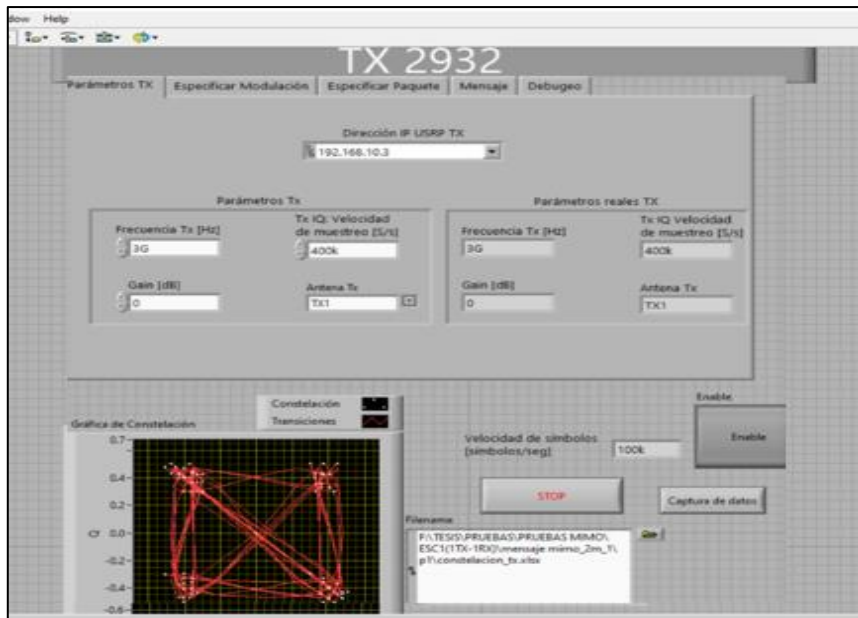 dow Help
TX 2932
Parámetros TX Especificar Modulación Especificar Paquete Mensaje Debugeo
Dirección IP USRP TX
192.168.10.3
Parámetros Tx
Frecuencia Tx [Hz]
3G
Tx IQ: Velocidad
de muestreo [S/s]
400k
Gain [dB]
0
Antena Tx
TX1
Parámetros reales TX
Frecuencia Tx [Hz]
3G
Tx IQ Velocidad
de muestreo [S/s]
400k
Gain [dB]
0
Antena Tx
TX1
Constelación
Transiciones
Gráfica de Constelación
0.7
0.4
0.2
0.0
-0.2
-0.4
-0.6
Q
Enable
Enable
Velocidad de símbolos
[símbolos/seg]
100k
STOP
Captura de datos
Filename
F:\TESIS\PRUEBAS\PRUEBAS MIMO\
ESC1(1TX-1RX)\mensaje mimo_2m_1\
p1\constelacion_tx.xlsx